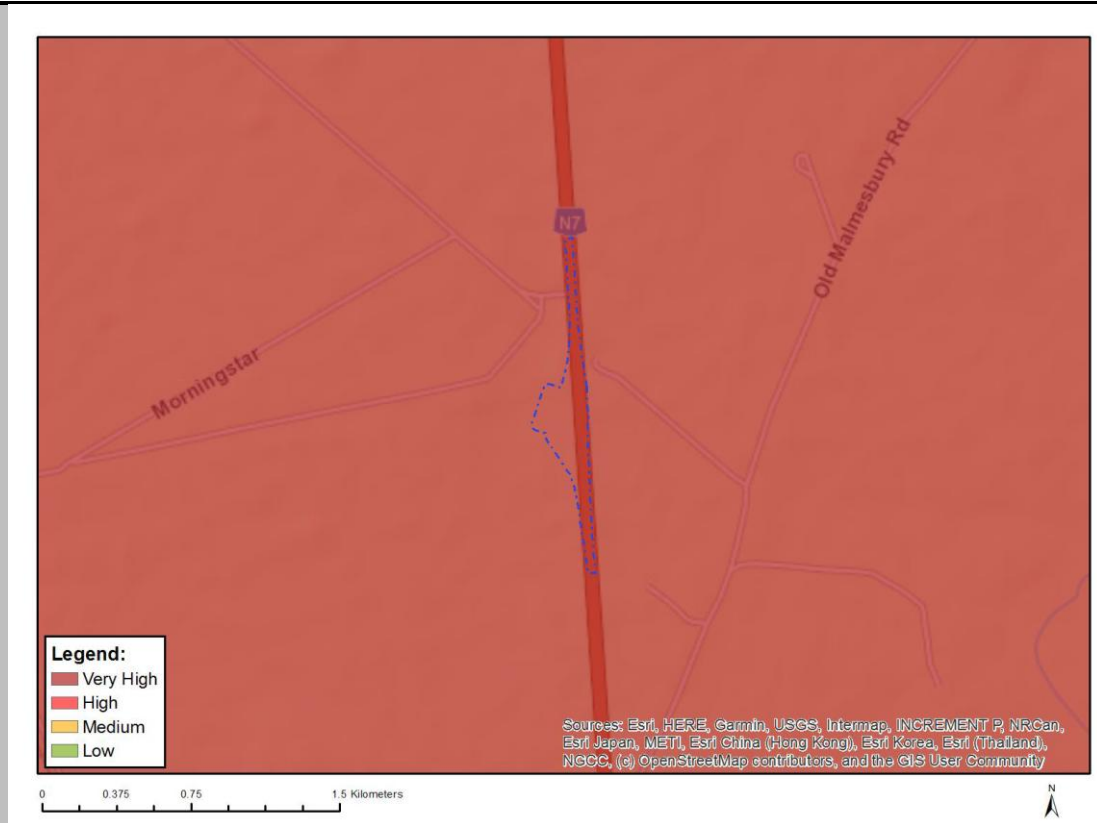 N7
Old Malmesbury Rd
Morningstar
Legend:
Very High
High
Medium
Low
Sources: Esri, HERE, Garmin, USGS, Intermap, INCREMENT P, NRCan,
Esri Japan, METI, Esri China (Hong Kong), Esri Korea, Esri (Thailand),
NGCC, (c) OpenStreetMap contributors, and the GIS User Community
0 0.375 0.75 1.5 Kilometers
N